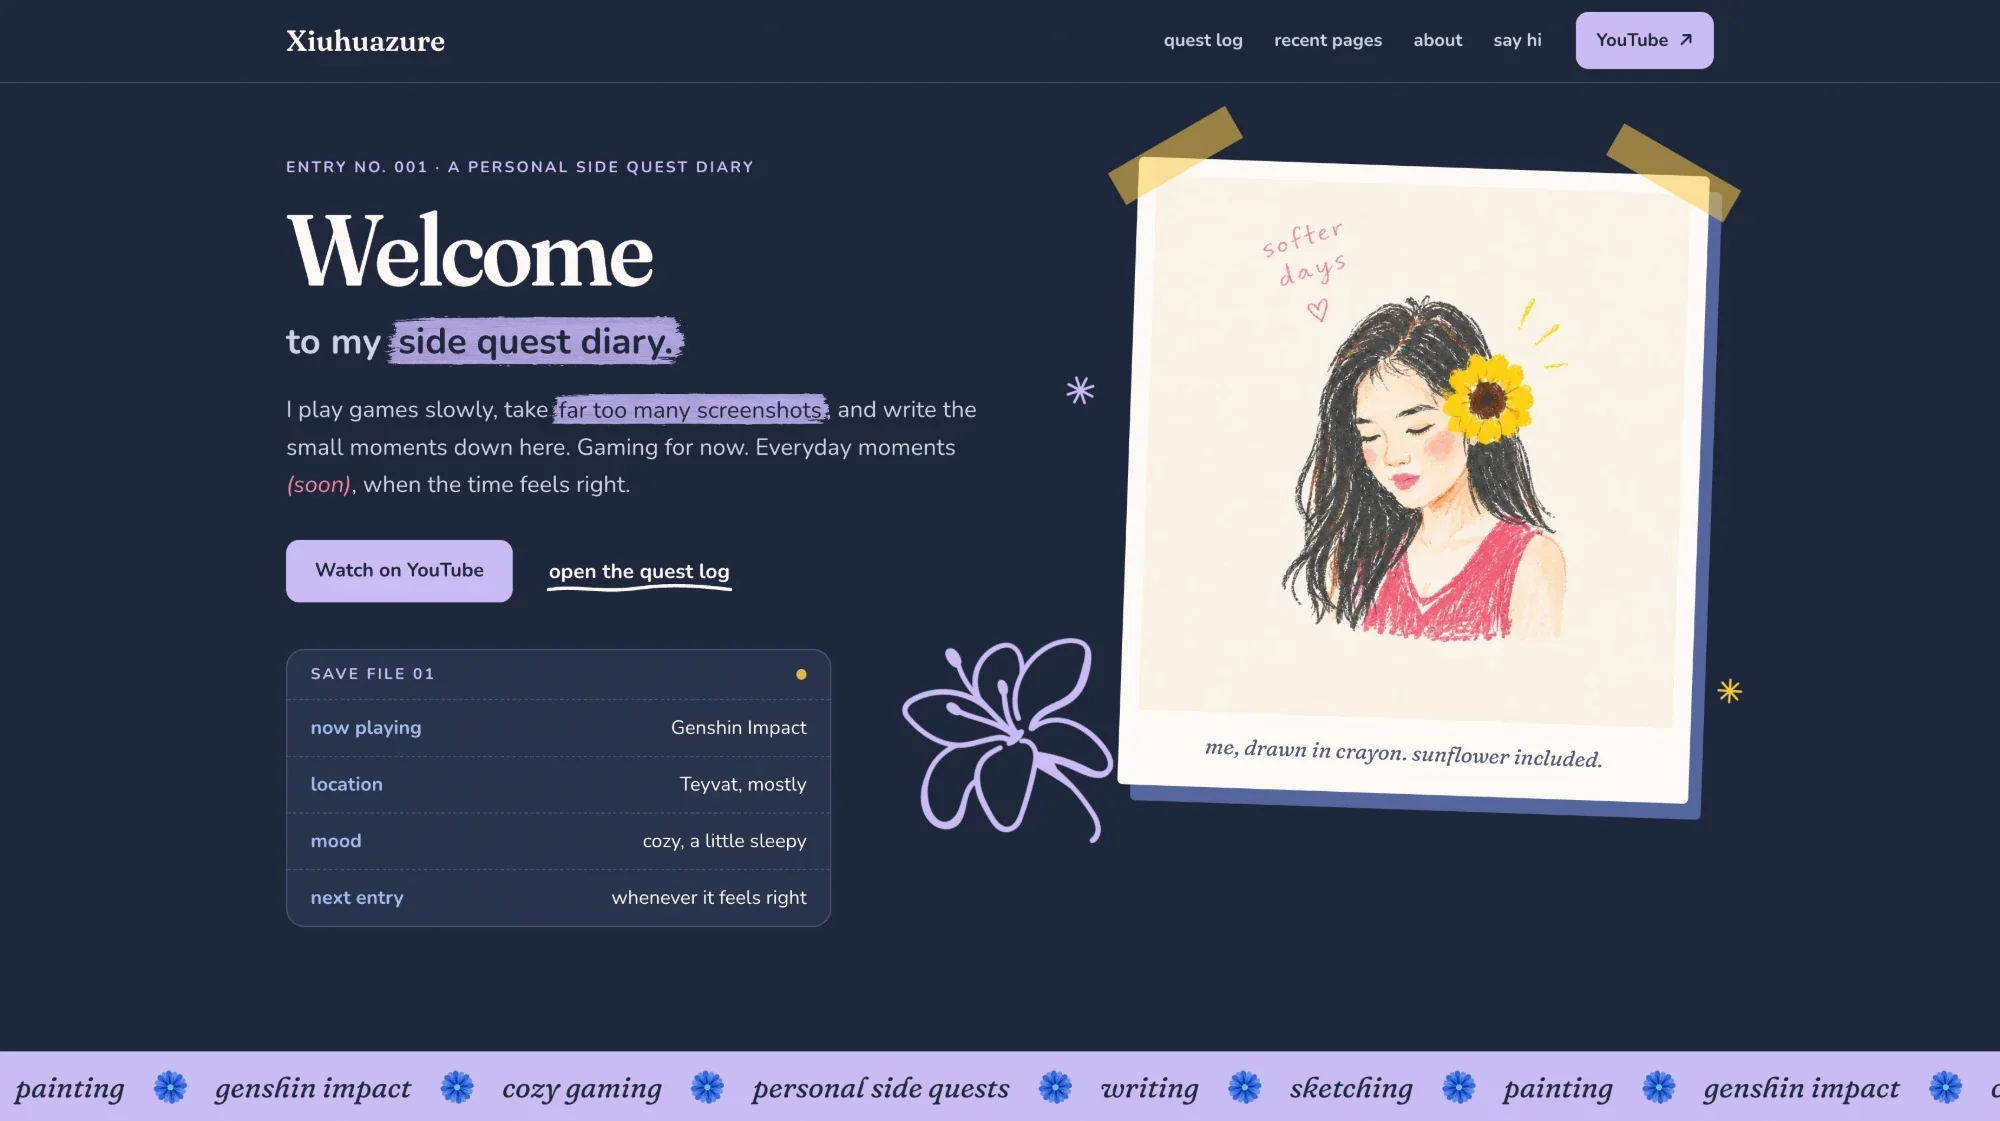 Xiuhuazure
quest log
recent pages
about
say hi
YouTube ↗
ENTRY NO. 001 · A PERSONAL SIDE QUEST DIARY
Welcome
to my side quest diary.
I play games slowly, take far too many screenshots, and write the
small moments down here. Gaming for now. Everyday moments
(soon), when the time feels right.
Watch on YouTube
open the quest log
SAVE FILE 01
now playing Genshin Impact
location Teyvat, mostly
mood cozy, a little sleepy
next entry whenever it feels right
softer
days
me, drawn in crayon. sunflower included.
painting genshin impact cozy gaming personal side quests writing sketching painting genshin impact